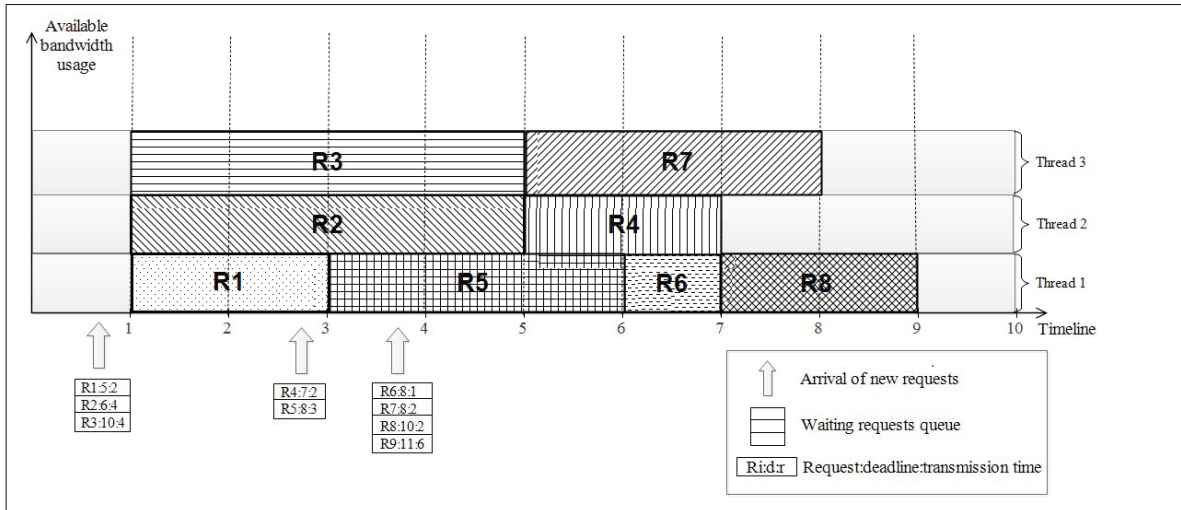 Available
bandwidth
usage
R3
R7
Thread 3
R2
R4
Thread 2
R1
R5
R6
R8
Thread 1
1 2 3 4 5 6 7 8 9 10 Timeline
R1:5:2
R2:6:4
R3:10:4
R4:7:2
R5:8:3
R6:8:1
R7:8:2
R8:10:2
R9:11:6
Arrival of new requests
Waiting requests queue
Ri:d:r Request:deadline:transmission time